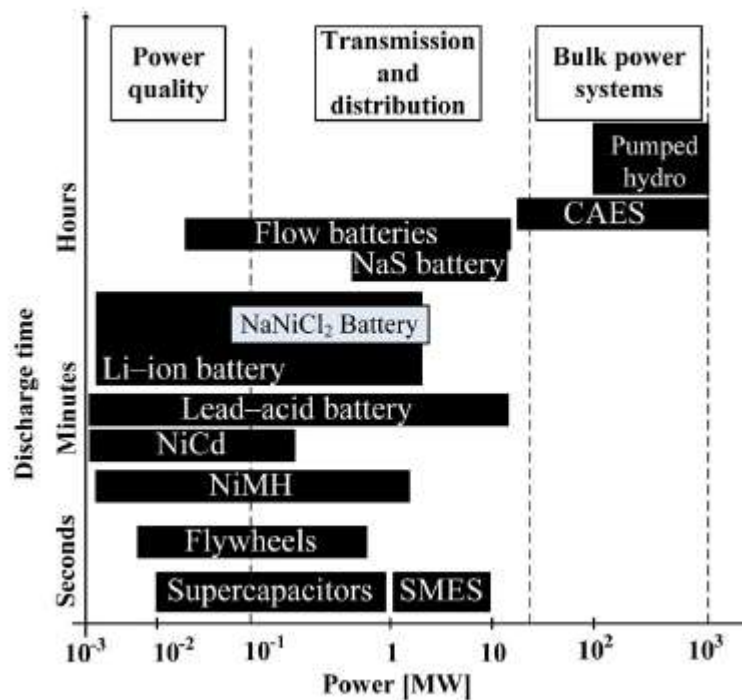 Power
quality
Transmission
and
distribution
Bulk power
systems
Pumped
hydro
CAES
Flow batteries
NaS battery
NaNiCl₂ Battery
Li–ion battery
Lead–acid battery
NiCd
NiMH
Flywheels
Supercapacitors
SMES
Hours
Minutes
Seconds
Discharge time
10⁻³
10⁻²
10⁻¹
1
10
10²
10³
Power [MW]